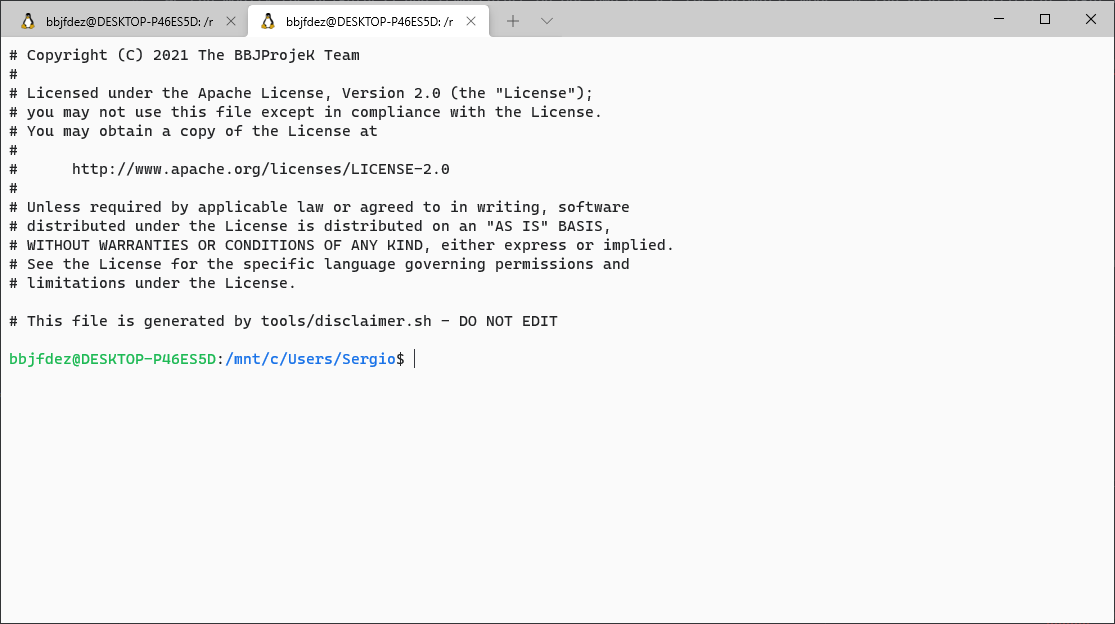 bbjfdez@DESKTOP-P46ES5D: /r
bbjfdez@DESKTOP-P46ES5D: /r
# Copyright (C) 2021 The BBJProjeK Team
#
# Licensed under the Apache License, Version 2.0 (the "License");
# you may not use this file except in compliance with the License.
# You may obtain a copy of the License at
#
#      http://www.apache.org/licenses/LICENSE-2.0
#
# Unless required by applicable law or agreed to in writing, software
# distributed under the License is distributed on an "AS IS" BASIS,
# WITHOUT WARRANTIES OR CONDITIONS OF ANY KIND, either express or implied.
# See the License for the specific language governing permissions and
# limitations under the License.
# This file is generated by tools/disclaimer.sh - DO NOT EDIT
bbjfdez@DESKTOP-P46ES5D:/mnt/c/Users/Sergio$